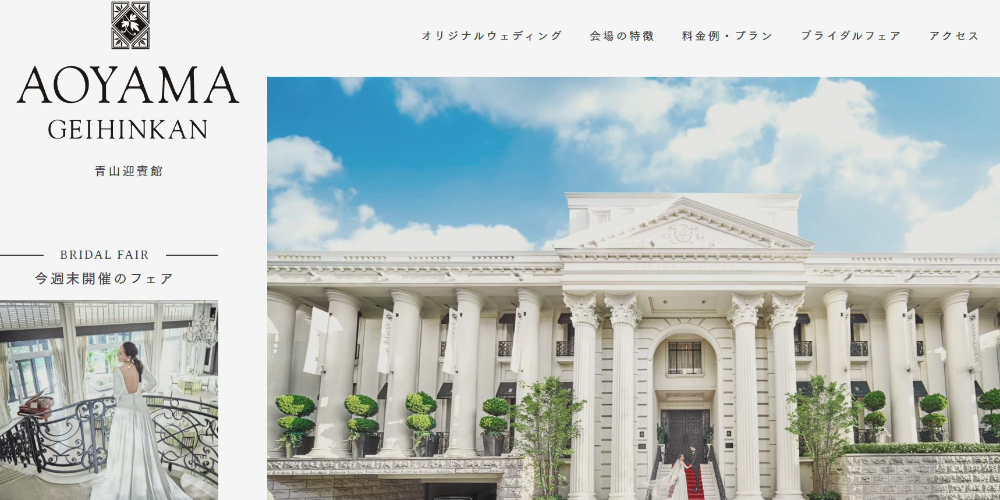 AOYAMA
GEIHINKAN
青山迎賓館
オリジナルウェディング
会場の特徴
料金例・プラン
ブライダルフェア
アクセス
BRIDAL FAIR
今週末開催のフェア
AOYAMA GEIHINKAN